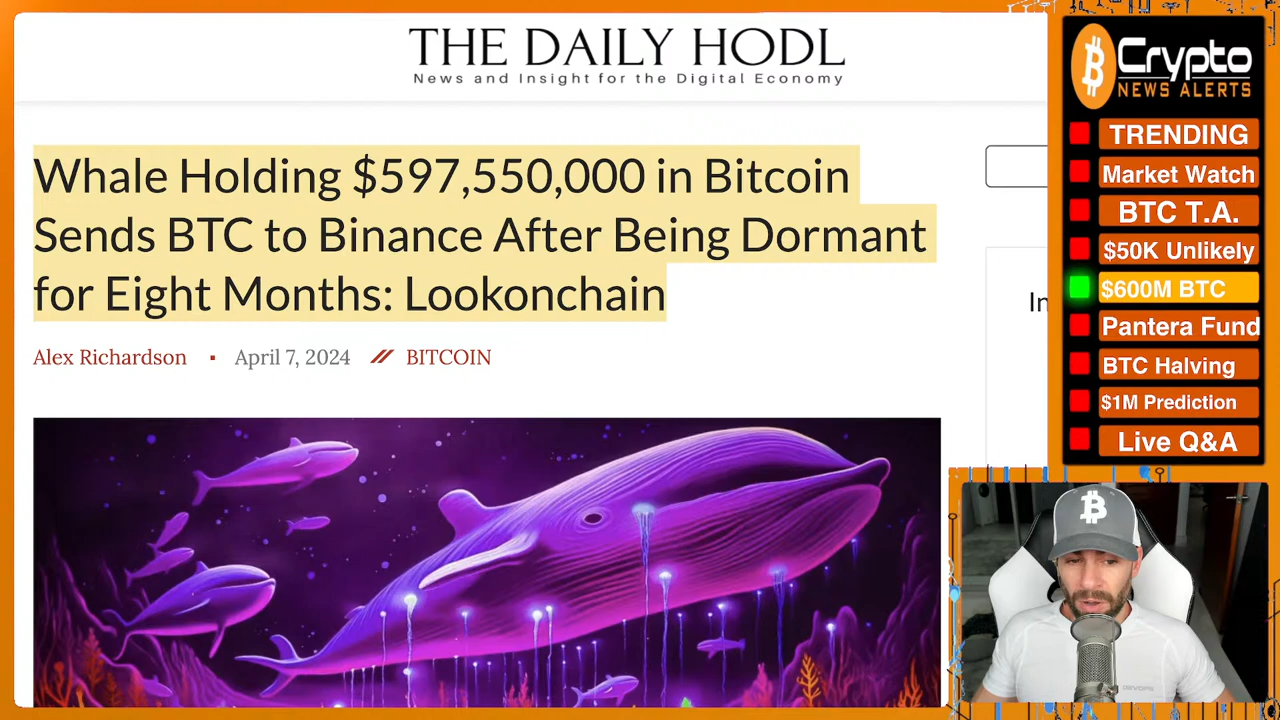 THE DAILY HODL
News and Insight for the Digital Economy
Whale Holding $597,550,000 in Bitcoin
Sends BTC to Binance After Being Dormant
for Eight Months: Lookonchain
Alex Richardson ▪ April 7, 2024 // BITCOIN
In
Crypto
NEWS ALERTS
TRENDING
Market Watch
BTC T.A.
$50K Unlikely
$600M BTC
Pantera Fund
BTC Halving
$1M Prediction
Live Q&A